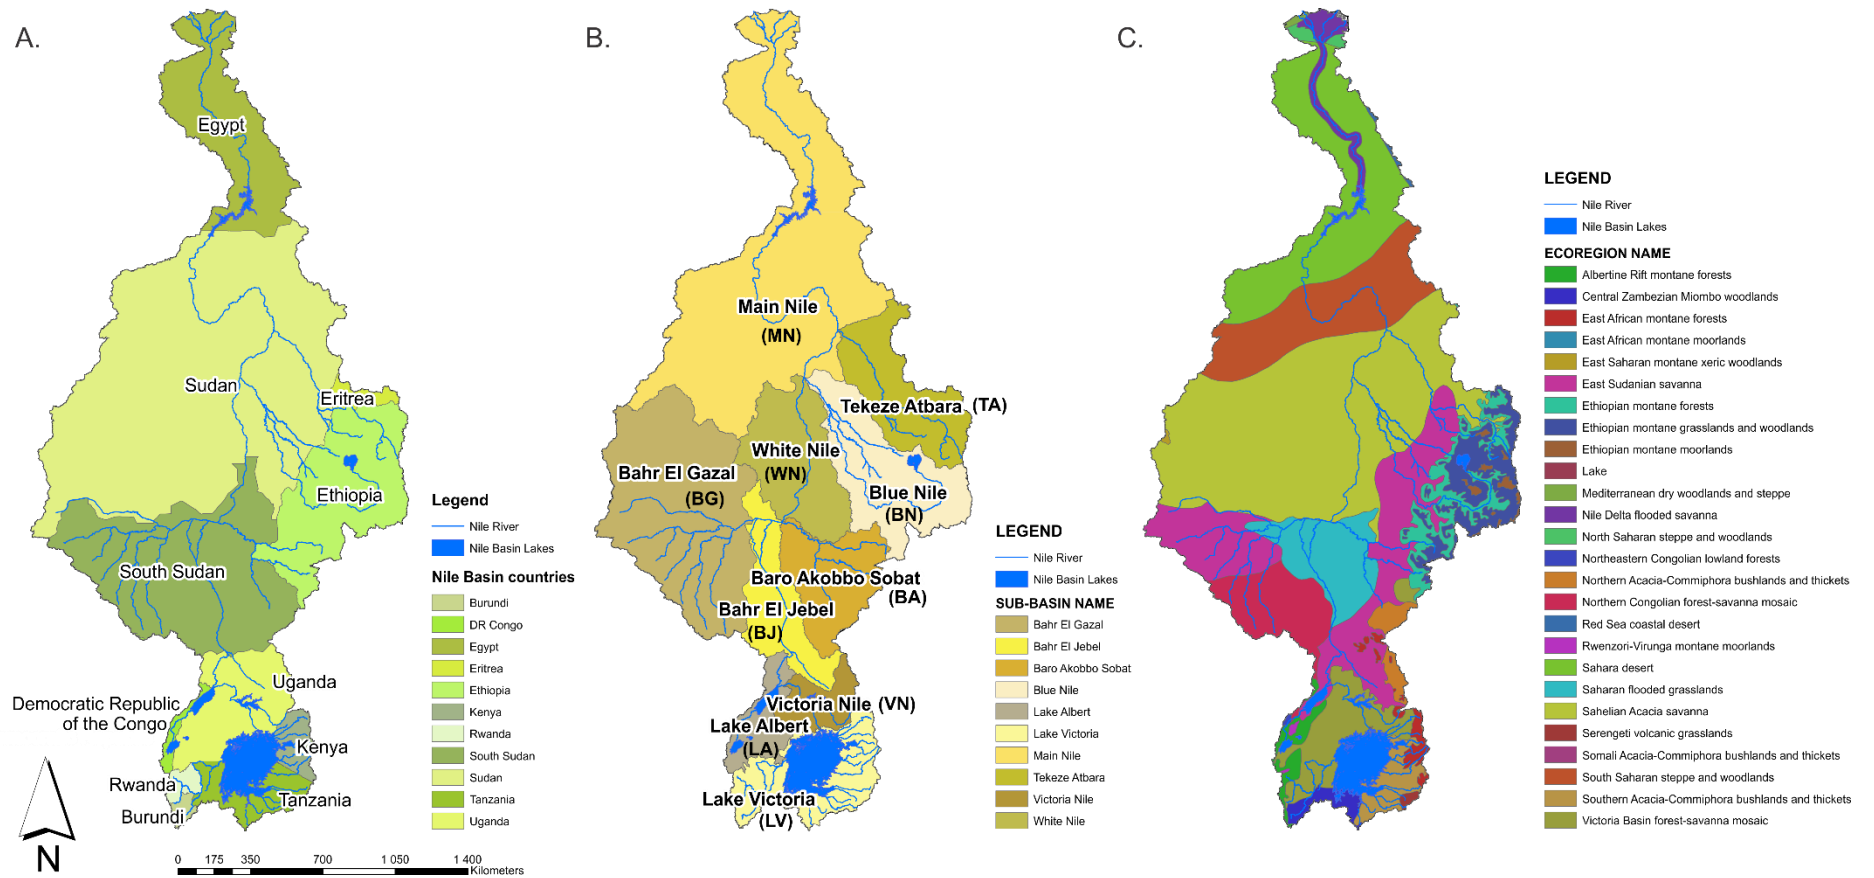 A.
Egypt
Sudan
Eritrea
Ethiopia
South Sudan
Uganda
Democratic Republic
of the Congo
Kenya
Rwanda
Tanzania
Burundi
N
0 175 350 700 1 050 1 400
Kilometers
Legend
Nile River
Nile Basin Lakes
Nile Basin countries
Burundi
DR Congo
Egypt
Eritrea
Ethiopia
Kenya
Rwanda
South Sudan
Sudan
Tanzania
Uganda
B.
Main Nile
(MN)
Tekeze Atbara (TA)
White Nile
(WN)
Bahr El Gazal
(BG)
Blue Nile
(BN)
Baro Akobbo Sobat
(BA)
Bahr El Jebel
(BJ)
Victoria Nile (VN)
Lake Albert
(LA)
Lake Victoria
(LV)
LEGEND
Nile River
Nile Basin Lakes
SUB-BASIN NAME
Bahr El Gazal
Bahr El Jebel
Baro Akobbo Sobat
Blue Nile
Lake Albert
Lake Victoria
Main Nile
Tekeze Atbara
Victoria Nile
White Nile
C.
LEGEND
Nile River
Nile Basin Lakes
ECOREGION NAME
Albertine Rift montane forests
Central Zambezian Miombo woodlands
East African montane forests
East African montane moorlands
East Saharan montane xeric woodlands
East Sudanian savanna
Ethiopian montane forests
Ethiopian montane grasslands and woodlands
Ethiopian montane moorlands
Lake
Mediterranean dry woodlands and steppe
Nile Delta flooded savanna
North Saharan steppe and woodlands
Northeastern Congolian lowland forests
Northern Acacia-Commiphora bushlands and thickets
Northern Congolian forest-savanna mosaic
Red Sea coastal desert
Rwenzori-Virunga montane moorlands
Sahara desert
Saharan flooded grasslands
Sahelian Acacia savanna
Serengeti volcanic grasslands
Somali Acacia-Commiphora bushlands and thickets
South Saharan steppe and woodlands
Southern Acacia-Commiphora bushlands and thickets
Victoria Basin forest-savanna mosaic